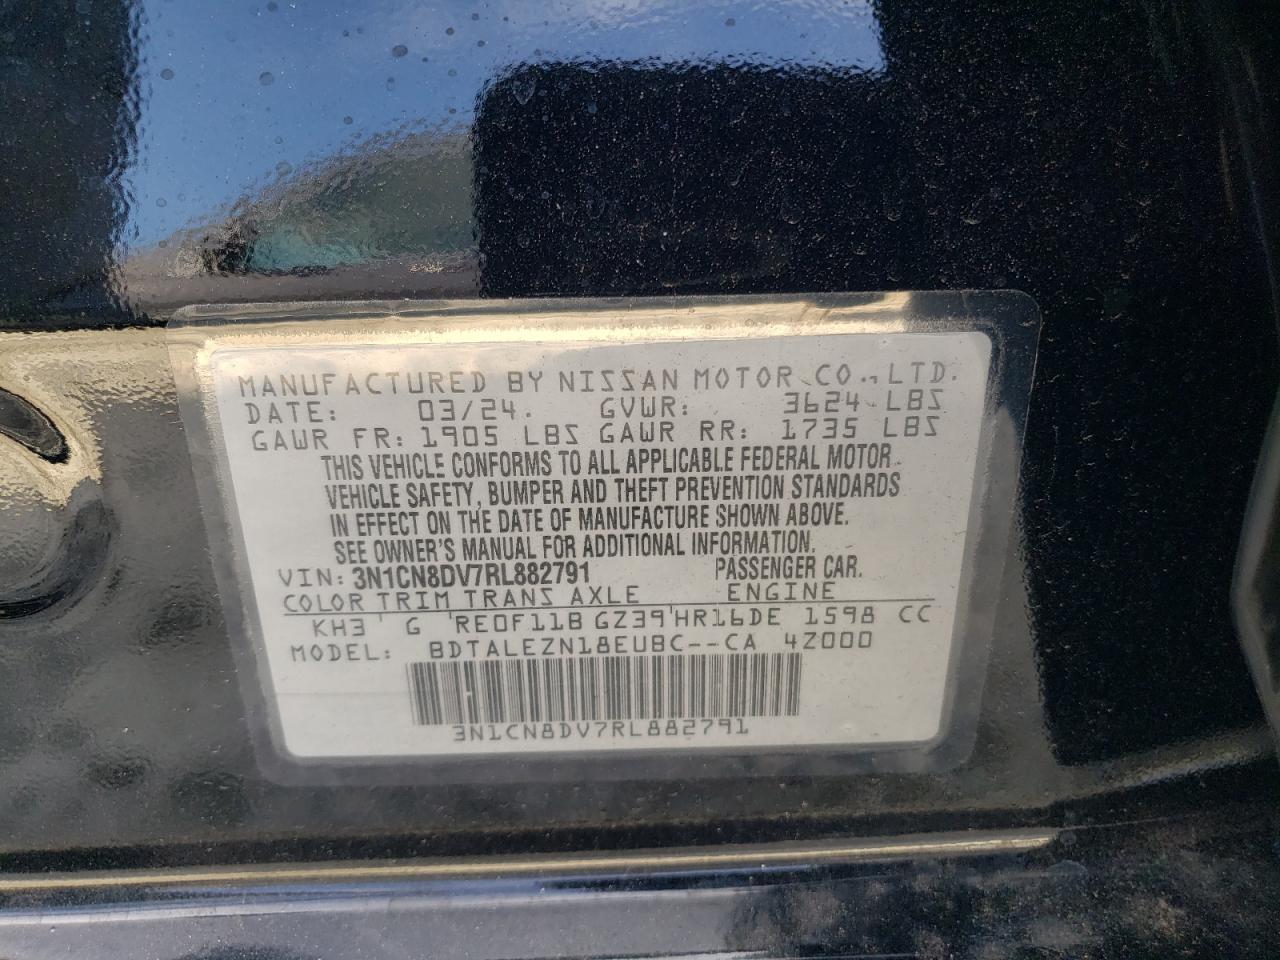 MANUFACTURED BY NISSAN MOTOR CO., LTD.
DATE: 03/24. GVWR: 3624 LBS
GAWR FR: 1905 LBS GAWR RR: 1735 LBS
THIS VEHICLE CONFORMS TO ALL APPLICABLE FEDERAL MOTOR
VEHICLE SAFETY, BUMPER AND THEFT PREVENTION STANDARDS
IN EFFECT ON THE DATE OF MANUFACTURE SHOWN ABOVE.
SEE OWNER'S MANUAL FOR ADDITIONAL INFORMATION.
VIN: 3N1CN8DV7RL882791 PASSENGER CAR.
COLOR TRIM TRANS AXLE ENGINE
KH3 G RE0F11B GZ39 HR16DE 1598 CC
MODEL: BDTALEZN18EUBC--CA 4Z000
3N1CN8DV7RL882791